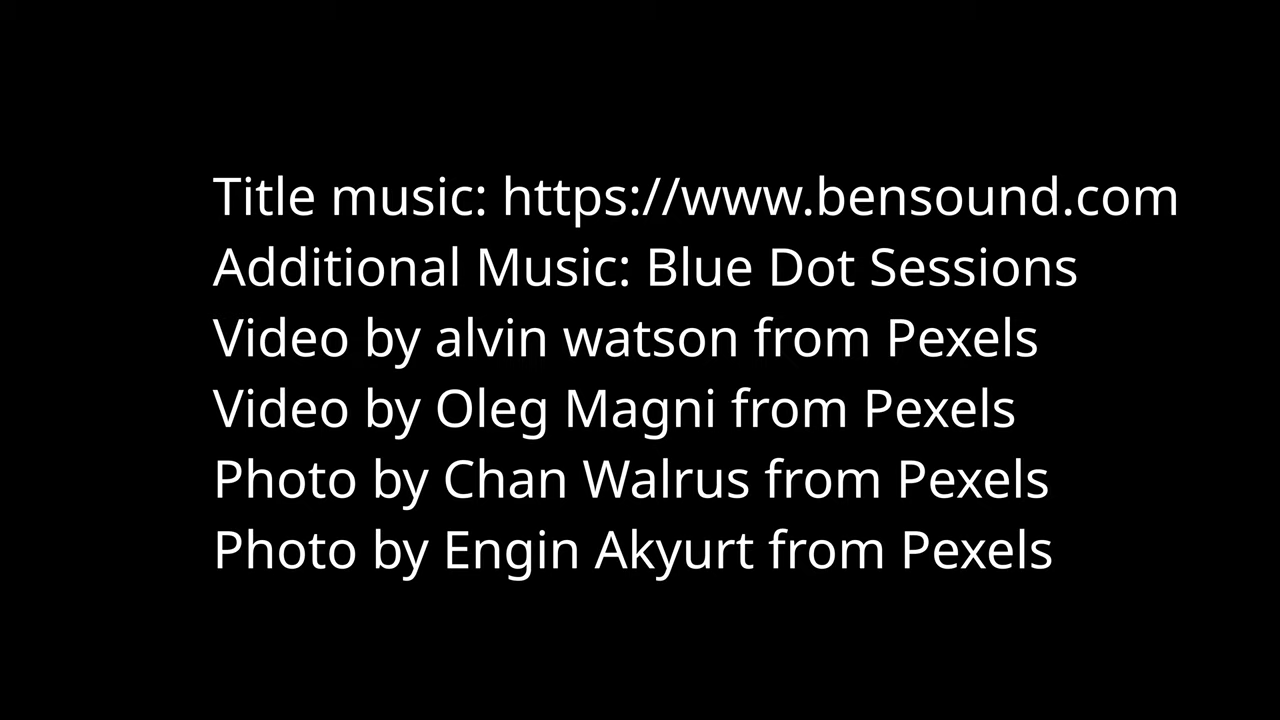 Title music: https://www.bensound.com
Additional Music: Blue Dot Sessions
Video by alvin watson from Pexels
Video by Oleg Magni from Pexels
Photo by Chan Walrus from Pexels
Photo by Engin Akyurt from Pexels